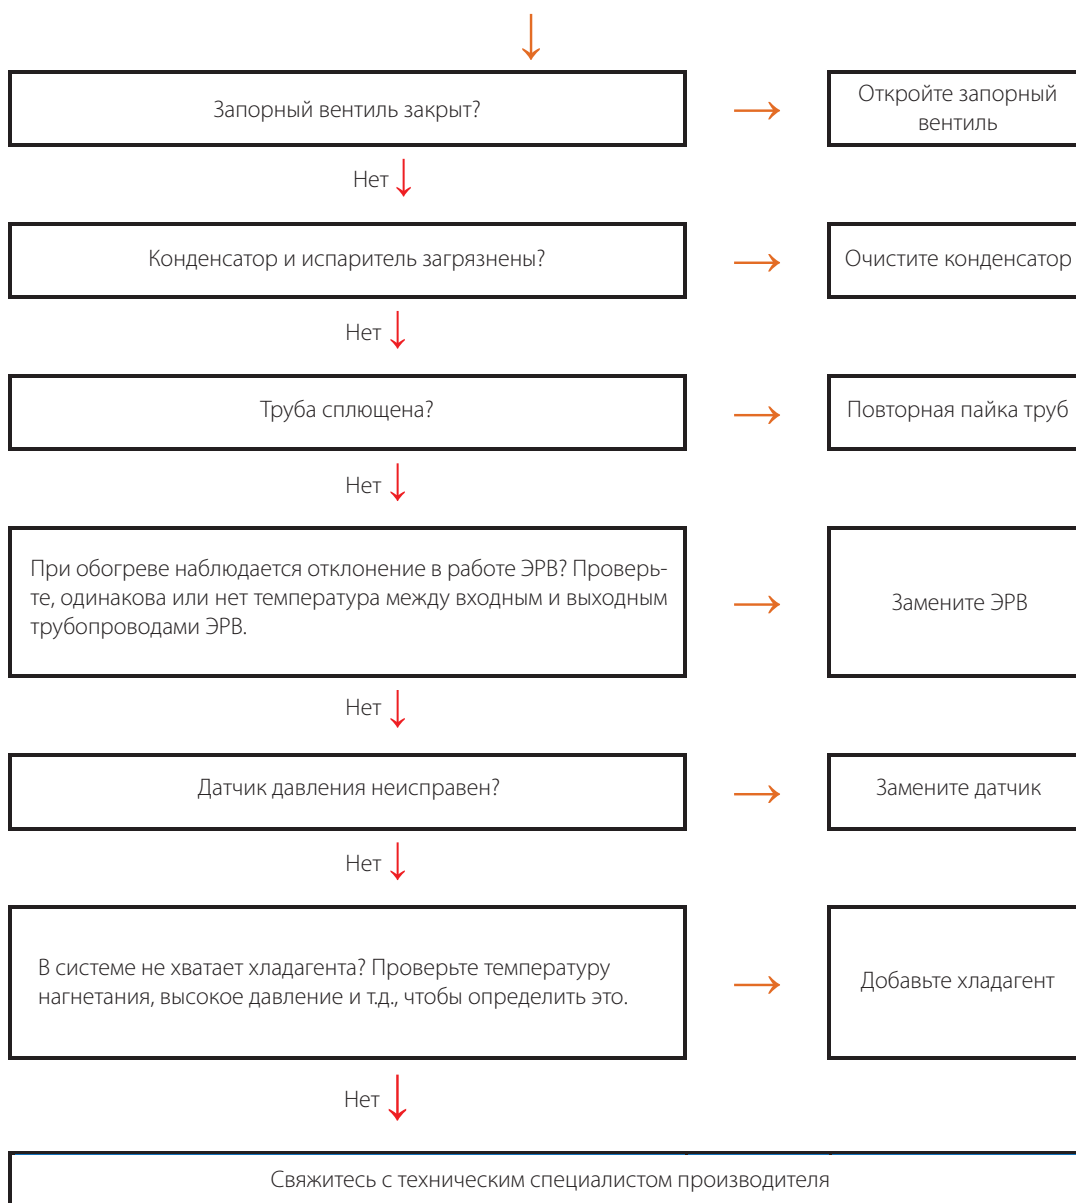 Запорный вентиль закрыт?
Откройте запорный
вентиль
Нет
Конденсатор и испаритель загрязнены?
Очистите конденсатор
Нет
Труба сплющена?
Повторная пайка труб
Нет
При обогреве наблюдается отклонение в работе ЭРВ? Проверь-
те, одинакова или нет температура между входным и выходным
трубопроводами ЭРВ.
Замените ЭРВ
Нет
Датчик давления неисправен?
Замените датчик
Нет
В системе не хватает хладагента? Проверьте температуру
нагнетания, высокое давление и т.д., чтобы определить это.
Добавьте хладагент
Нет
Свяжитесь с техническим специалистом производителя